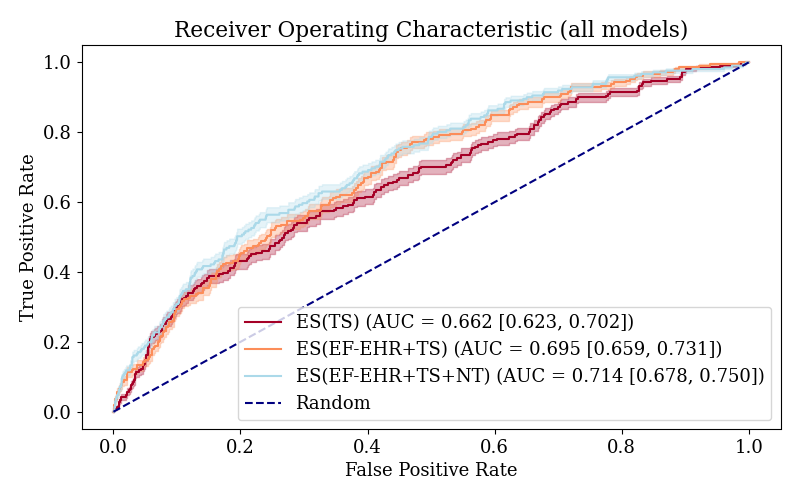 Receiver Operating Characteristic (all models)
True Positive Rate
1.0
0.8
0.6
0.4
0.2
0.0
ES(TS) (AUC = 0.662 [0.623, 0.702])
ES(EF-EHR+TS) (AUC = 0.695 [0.659, 0.731])
ES(EF-EHR+TS+NT) (AUC = 0.714 [0.678, 0.750])
Random
0.0 0.2 0.4 0.6 0.8 1.0
False Positive Rate